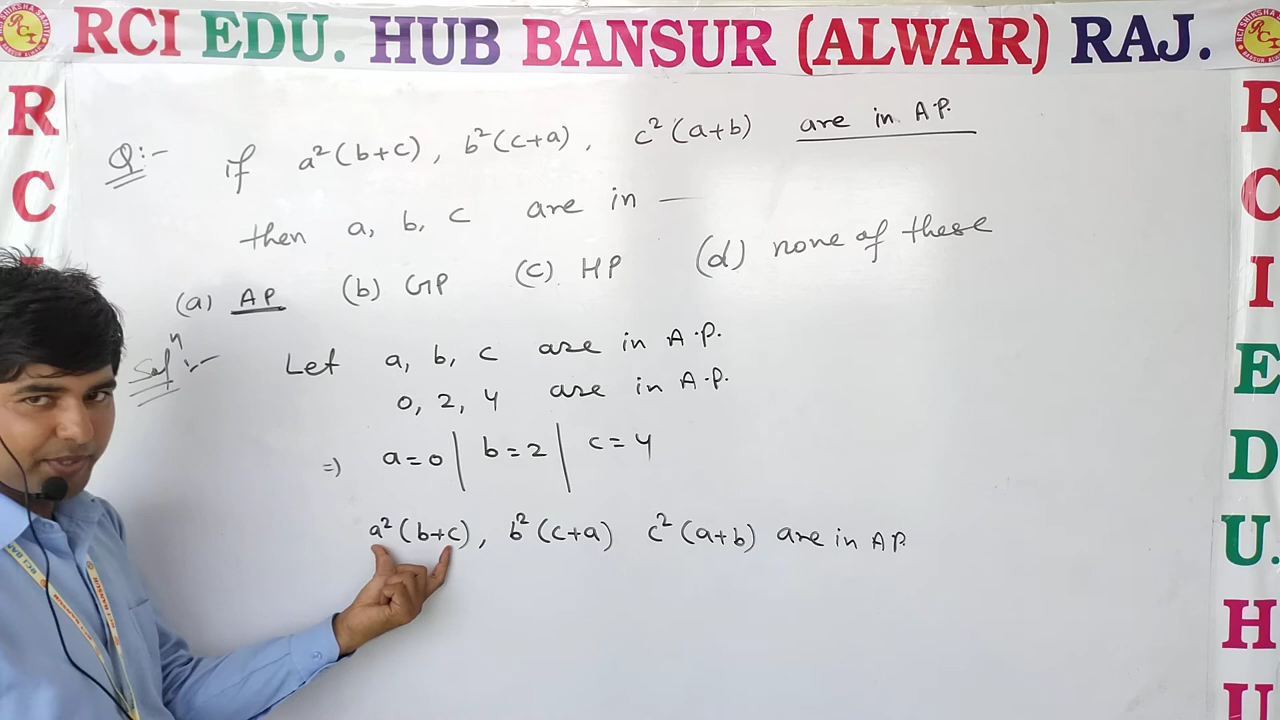 RCI EDU. HUB BANSUR (ALWAR) RAJ.
R
C
I
R
C
I
E
D
U.
H
U
Q:- If a²(b+c), b²(c+a), c²(a+b) are in A.P.
then a, b, c are in —
(a) AP (b) GP (c) HP (d) none of these
Solⁿ:- Let a, b, c are in A.P.
0, 2, 4 are in A.P.
=) a=0 | b=2 | c=4
a²(b+c), b²(c+a) c²(a+b) are in AP.